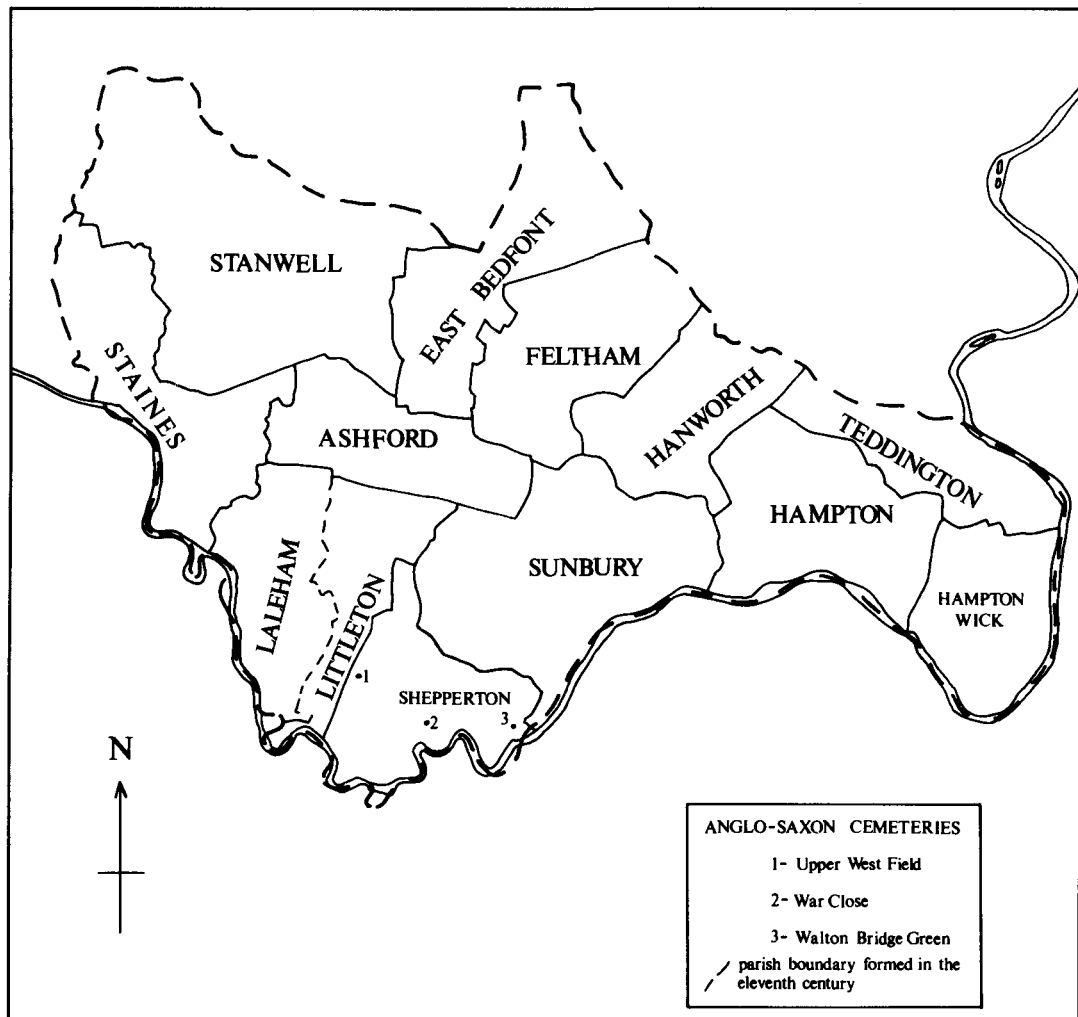 STANWELL
EAST BEDFONT
FELTHAM
STAINES
HANWORTH
ASHFORD
TEDDINGTON
HAMPTON
LALEHAM
LITTLETON
SUNBURY
HAMPTON
WICK
1
SHEPPERTON
2
3
N
ANGLO-SAXON CEMETERIES
1- Upper West Field
2- War Close
3- Walton Bridge Green
parish boundary formed in the
eleventh century